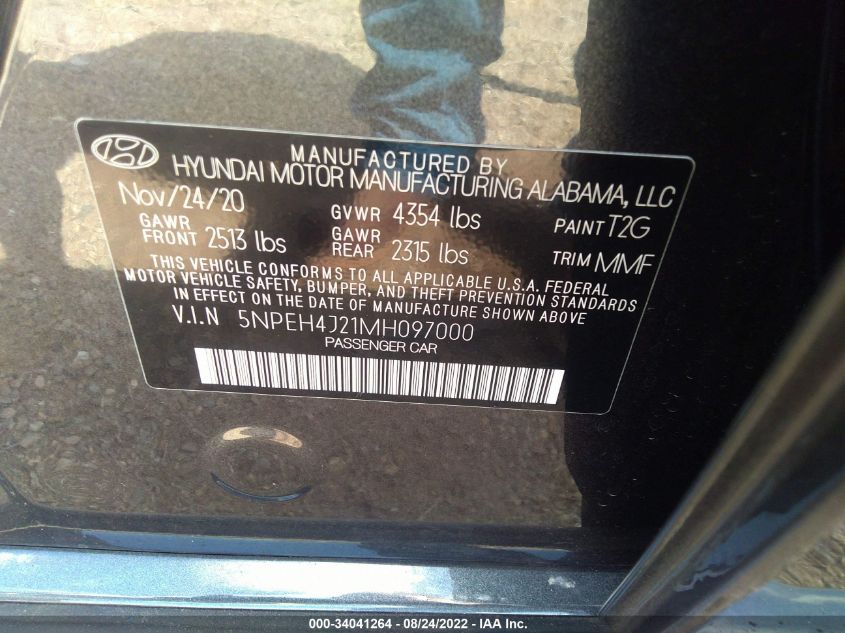 MANUFACTURED BY
HYUNDAI MOTOR MANUFACTURING ALABAMA, LLC
Nov/24/20 GVWR 4354 lbs PAINT T2G
GAWR FRONT 2513 lbs GAWR REAR 2315 lbs TRIM MMF
THIS VEHICLE CONFORMS TO ALL APPLICABLE U.S.A. FEDERAL
MOTOR VEHICLE SAFETY, BUMPER, AND THEFT PREVENTION STANDARDS
IN EFFECT ON THE DATE OF MANUFACTURE SHOWN ABOVE
V.I.N 5NPEH4J21MH097000
PASSENGER CAR
000-34041264 - 08/24/2022 - IAA Inc.